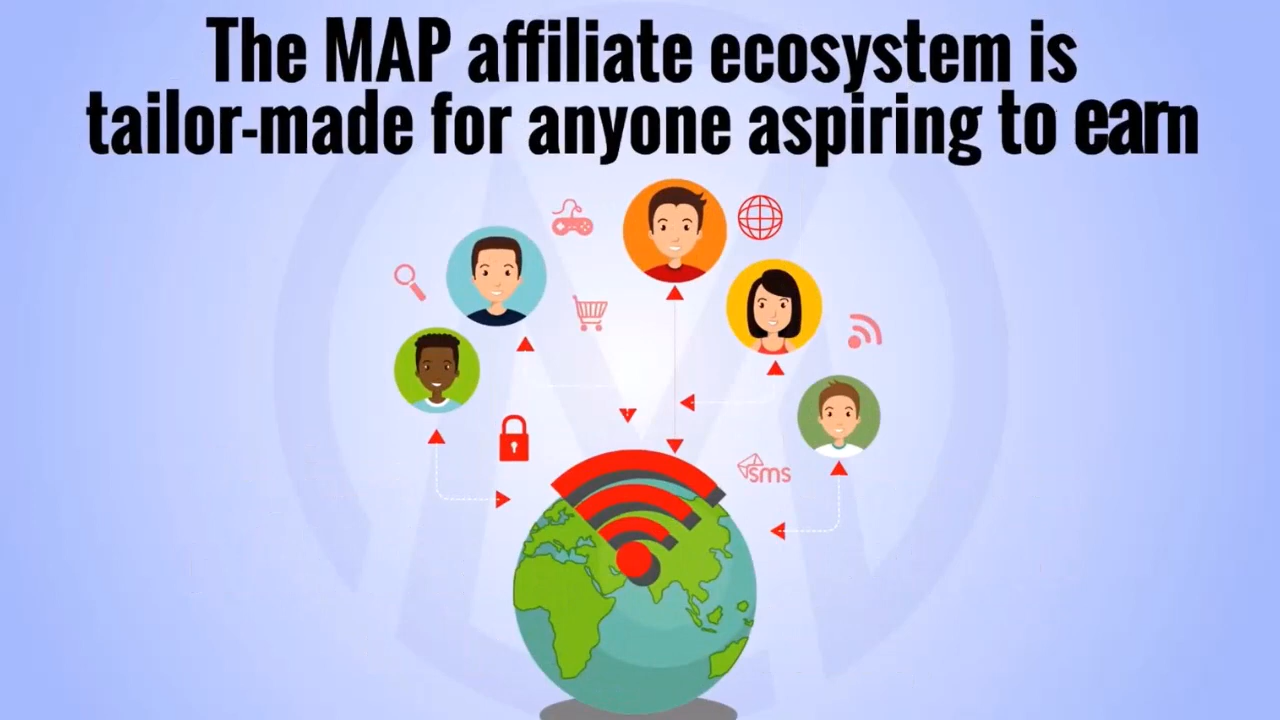 The MAP affiliate ecosystem is
tailor-made for anyone aspiring to earn
sms